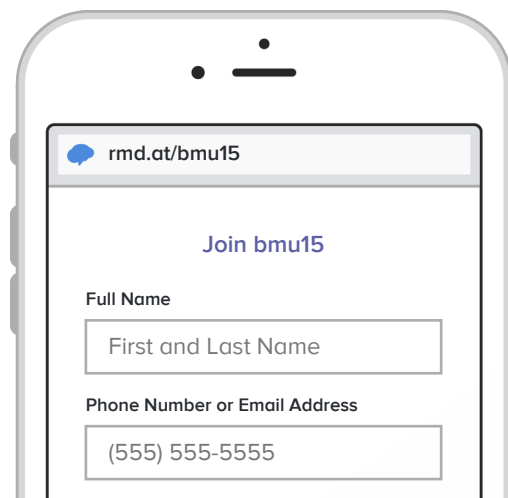 rmd.at/bmu15
Join bmu15
Full Name
First and Last Name
Phone Number or Email Address
(555) 555-5555